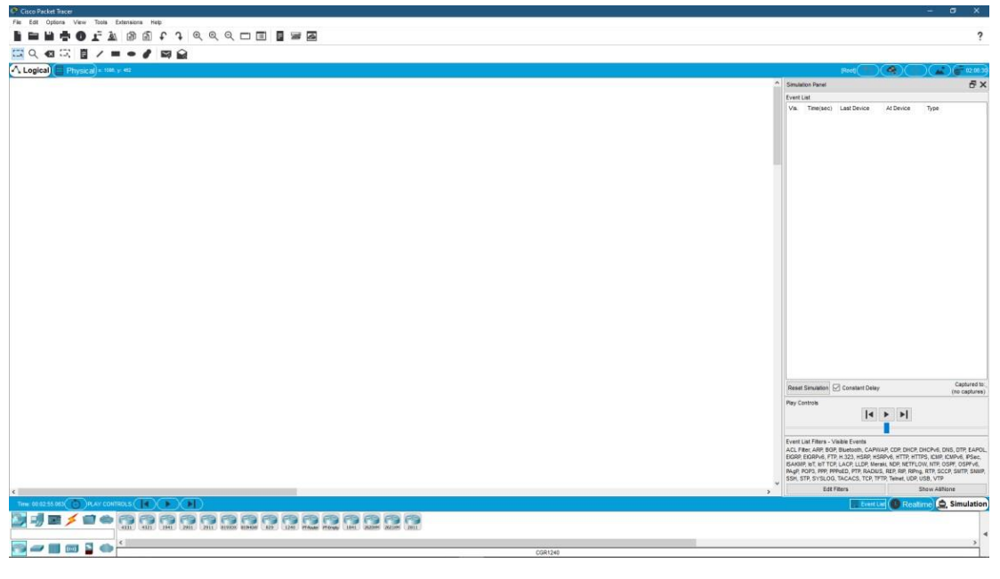 Cisco Packet Tracer
File Edit Options View Tools Extensions Help
?
Logical Physical x: 1086, y: 482 [Root] 02:00:30
Simulation Panel
Event List
Vis. Time(sec) Last Device At Device Type
Reset Simulation Constant Delay Captured to:
(no captures)
Play Controls
Event List Filters - Visible Events
ACL Filter, ARP, BGP, Bluetooth, CAPWAP, CDP, DHCP, DHCPv6, DNS, DTP, EAPOL,
EIGRP, EIGRPv6, FTP, H.323, HSRP, HSRPv6, HTTP, HTTPS, ICMP, ICMPv6, IPSec,
ISAKMP, IoT, IoT TCP, LACP, LLDP, Meraki, NDP, NETFLOW, NTP, OSPF, OSPFv6,
PAgP, POP3, PPP, PPPoED, PTP, RADIUS, REP, RIP, RIPng, RTP, SCCP, SMTP, SNMP,
SSH, STP, SYSLOG, TACACS, TCP, TFTP, Telnet, UDP, USB, VTP
Edit Filters Show All/None
Time: 00:02:55.083 PLAY CONTROLS: Event List Realtime Simulation
4331 4321 1941 2901 2911 819IOX 819HGW 829 1240 PT-Router PT-Empty 1841 2620XM 2621XM 2811
CGR1240